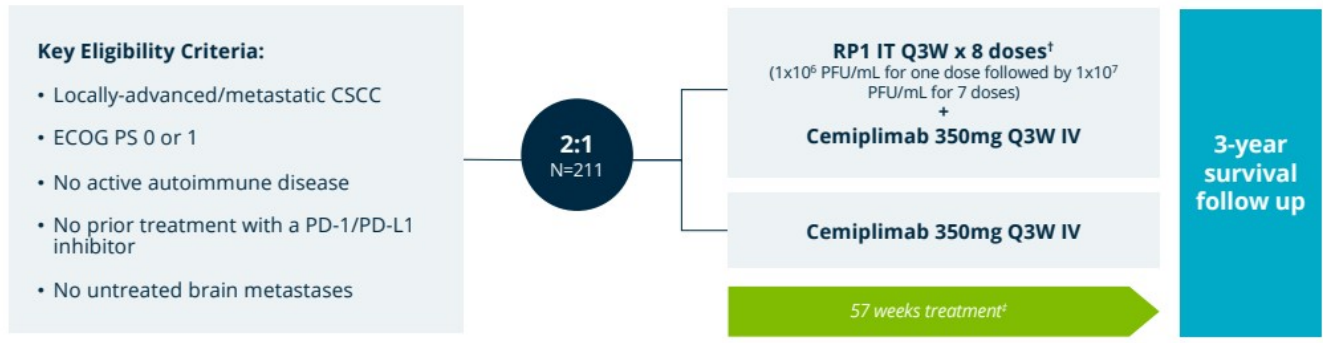 Key Eligibility Criteria:
• Locally-advanced/metastatic CSCC
• ECOG PS 0 or 1
• No active autoimmune disease
• No prior treatment with a PD-1/PD-L1
inhibitor
• No untreated brain metastases
2:1
N=211
RP1 IT Q3W x 8 doses†
(1x10⁶ PFU/mL for one dose followed by 1x10⁷
PFU/mL for 7 doses)
+
Cemiplimab 350mg Q3W IV
Cemiplimab 350mg Q3W IV
57 weeks treatment‡
3-year
survival
follow up